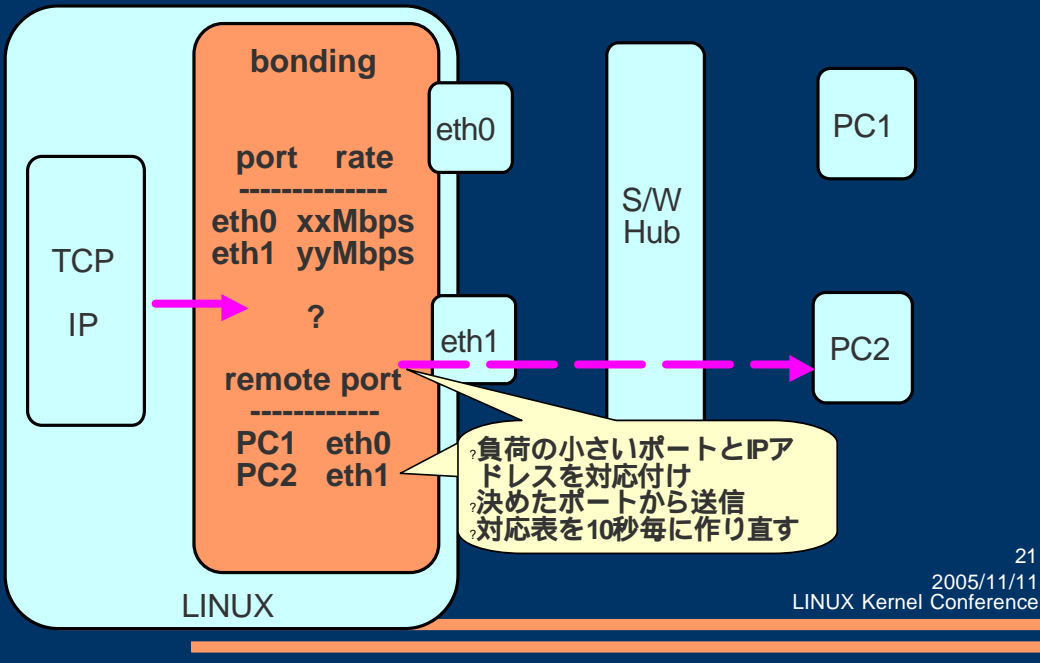 bonding
port rate
--------------
eth0 xxMbps
eth1 yyMbps
?
remote port
------------
PC1 eth0
PC2 eth1
TCP
IP
LINUX
eth0
eth1
S/W
Hub
PC1
PC2
?負荷の小さいポートとIPア
ドレスを対応付け
?決めたポートから送信
?対応表を10秒毎に作り直す
21
2005/11/11
LINUX Kernel Conference